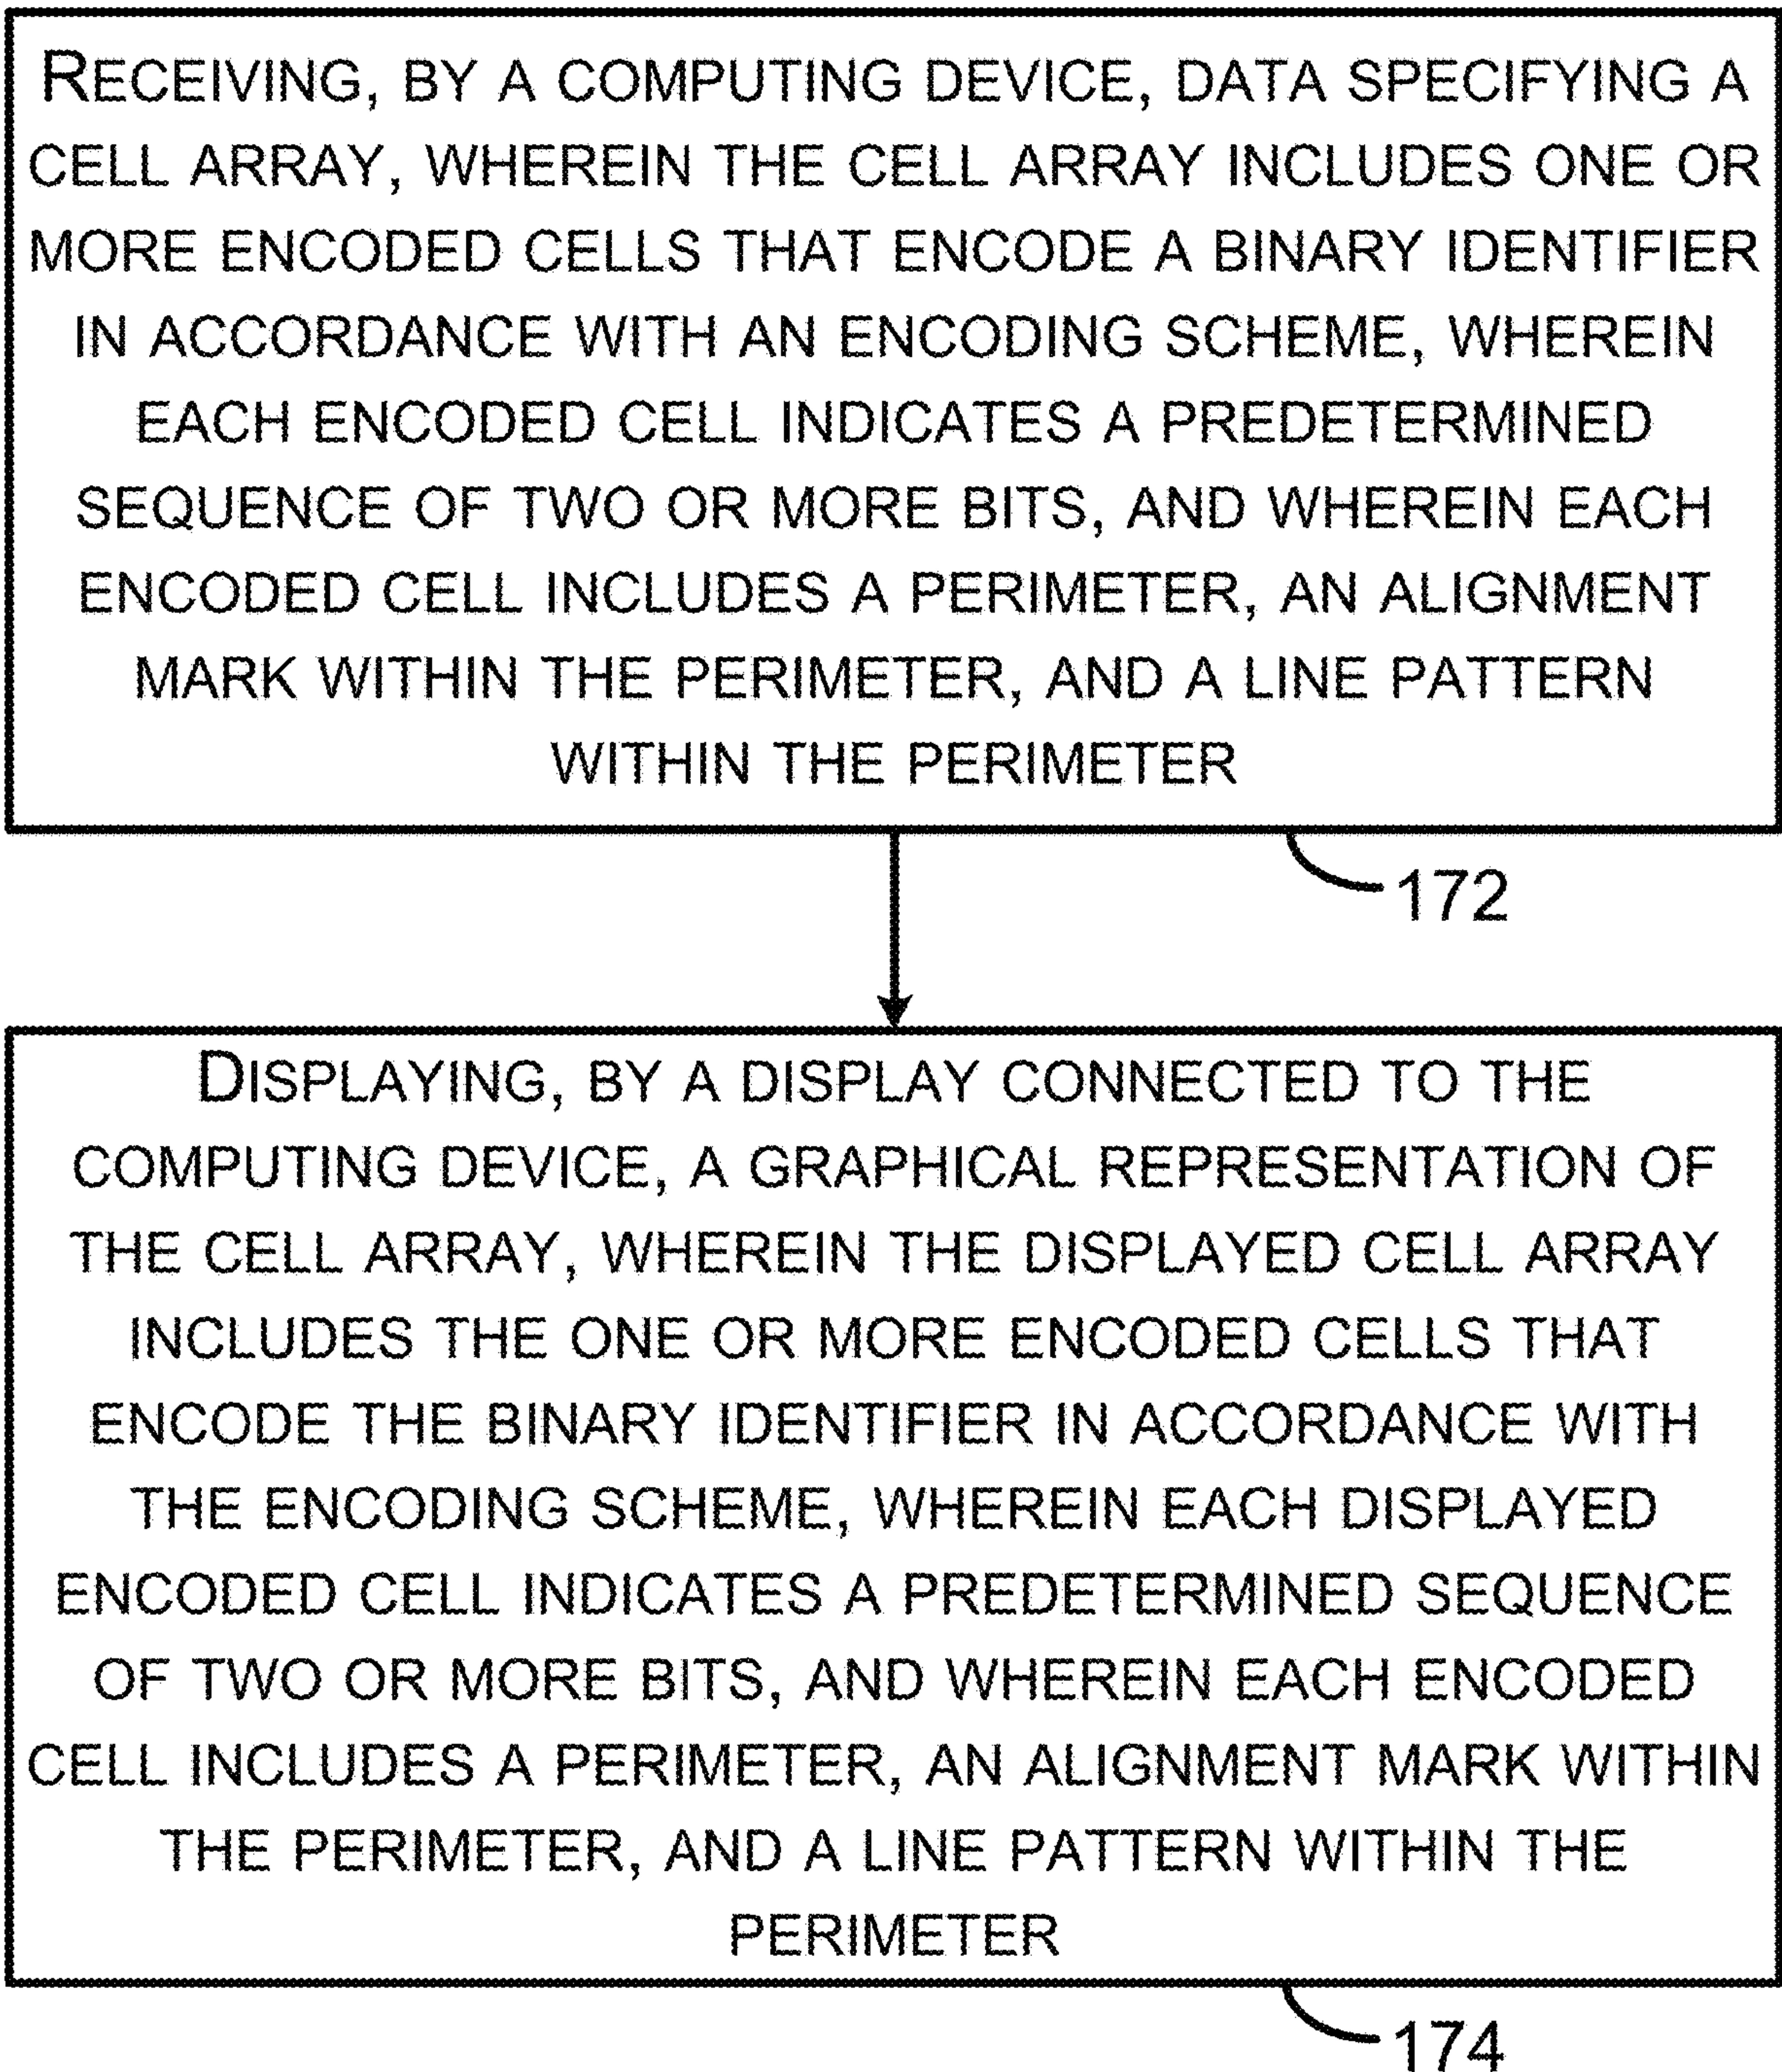 RECEIVING, BY A COMPUTING DEVICE, DATA SPECIFYING A
CELL ARRAY, WHEREIN THE CELL ARRAY INCLUDES ONE OR
MORE ENCODED CELLS THAT ENCODE A BINARY IDENTIFIER
IN ACCORDANCE WITH AN ENCODING SCHEME, WHEREIN
EACH ENCODED CELL INDICATES A PREDETERMINED
SEQUENCE OF TWO OR MORE BITS, AND WHEREIN EACH
ENCODED CELL INCLUDES A PERIMETER, AN ALIGNMENT
MARK WITHIN THE PERIMETER, AND A LINE PATTERN
WITHIN THE PERIMETER
172
DISPLAYING, BY A DISPLAY CONNECTED TO THE
COMPUTING DEVICE, A GRAPHICAL REPRESENTATION OF
THE CELL ARRAY, WHEREIN THE DISPLAYED CELL ARRAY
INCLUDES THE ONE OR MORE ENCODED CELLS THAT
ENCODE THE BINARY IDENTIFIER IN ACCORDANCE WITH
THE ENCODING SCHEME, WHEREIN EACH DISPLAYED
ENCODED CELL INDICATES A PREDETERMINED SEQUENCE
OF TWO OR MORE BITS, AND WHEREIN EACH ENCODED
CELL INCLUDES A PERIMETER, AN ALIGNMENT MARK WITHIN
THE PERIMETER, AND A LINE PATTERN WITHIN THE
PERIMETER
174